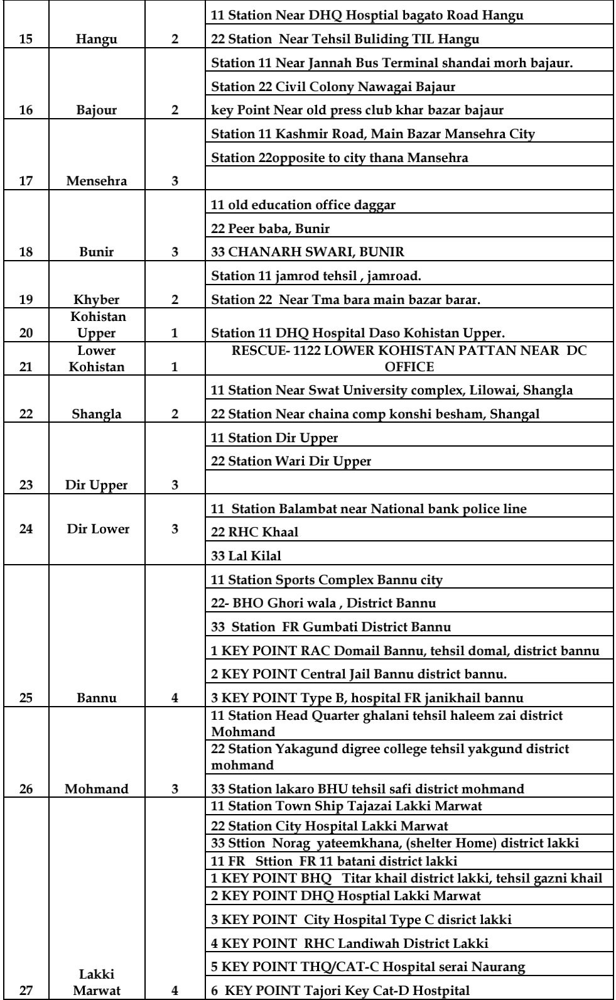 11 Station Near DHQ Hosptial bagato Road Hangu
15 Hangu 2 22 Station Near Tehsil Buliding TIL Hangu
Station 11 Near Jannah Bus Terminal shandai morh bajaur.
Station 22 Civil Colony Nawagai Bajaur
16 Bajour 2 key Point Near old press club khar bazar bajaur
Station 11 Kashmir Road, Main Bazar Mansehra City
Station 22opposite to city thana Mansehra
17 Mensehra 3
11 old education office daggar
22 Peer baba, Bunir
18 Bunir 3 33 CHANARH SWARI, BUNIR
Station 11 jamrod tehsil , jamroad.
19 Khyber 2 Station 22 Near Tma bara main bazar barar.
Kohistan
20 Upper 1 Station 11 DHQ Hospital Daso Kohistan Upper.
Lower RESCUE- 1122 LOWER KOHISTAN PATTAN NEAR DC
21 Kohistan 1 OFFICE
11 Station Near Swat University complex, Lilowai, Shangla
22 Shangla 2 22 Station Near chaina comp konshi besham, Shangal
11 Station Dir Upper
22 Station Wari Dir Upper
23 Dir Upper 3
11 Station Balambat near National bank police line
24 Dir Lower 3 22 RHC Khaal
33 Lal Kilal
11 Station Sports Complex Bannu city
22- BHO Ghori wala , District Bannu
33 Station FR Gumbati District Bannu
1 KEY POINT RAC Domail Bannu, tehsil domal, district bannu
2 KEY POINT Central Jail Bannu district bannu.
25 Bannu 4 3 KEY POINT Type B, hospital FR janikhail bannu
11 Station Head Quarter ghalani tehsil haleem zai district
Mohmand
22 Station Yakagund digree college tehsil yakgund district
mohmand
26 Mohmand 3 33 Station lakaro BHU tehsil safi district mohmand
11 Station Town Ship Tajazai Lakki Marwat
22 Station City Hospital Lakki Marwat
33 Sttion Norag yateemkhana, (shelter Home) district lakki
11 FR Sttion FR 11 batani district lakki
1 KEY POINT BHQ Titar khail district lakki, tehsil gazni khail
2 KEY POINT DHQ Hosptial Lakki Marwat
3 KEY POINT City Hospital Type C disrict lakki
4 KEY POINT RHC Landiwah District Lakki
5 KEY POINT THQ/CAT-C Hospital serai Naurang
Lakki
27 Marwat 4 6 KEY POINT Tajori Key Cat-D Hostpital